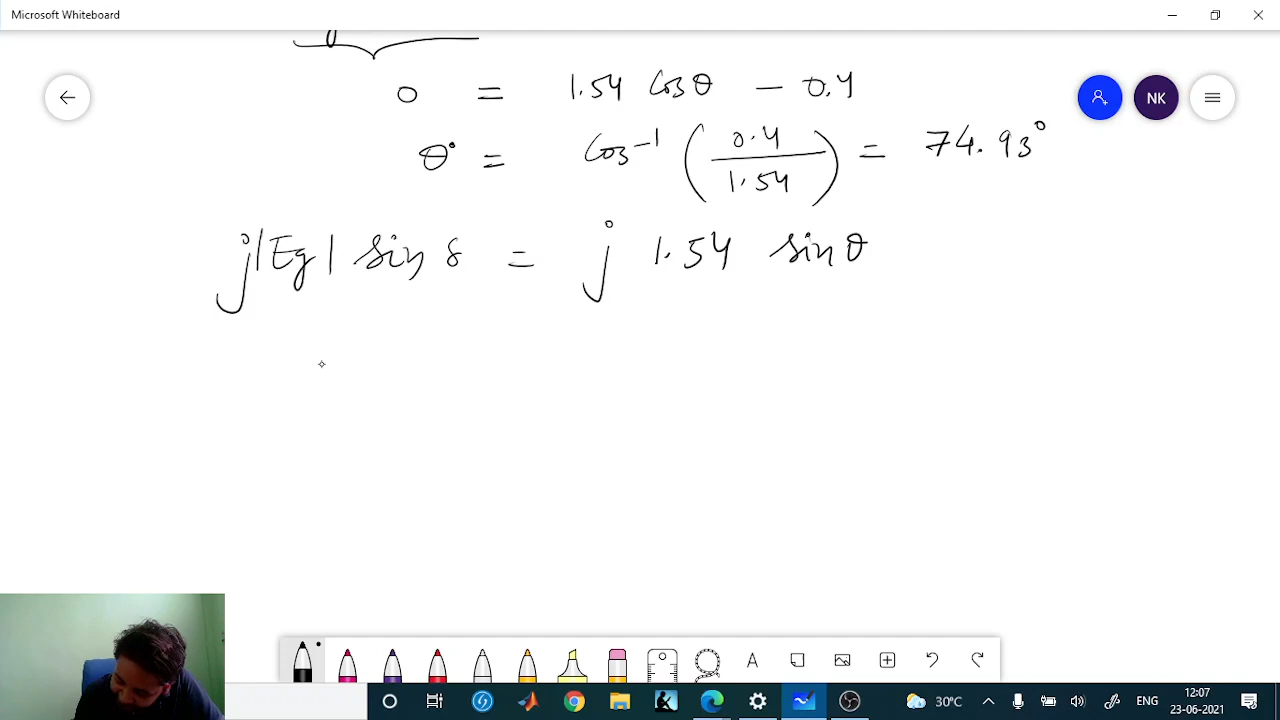 Microsoft Whiteboard
0 = 1.54 Cosθ - 0.4
NK
θ° = Cos⁻¹ (0.4/1.54) = 74.93°
j|Eg| sin δ = j 1.54 sinθ
A
30°C
ENG
12:07
23-06-2021